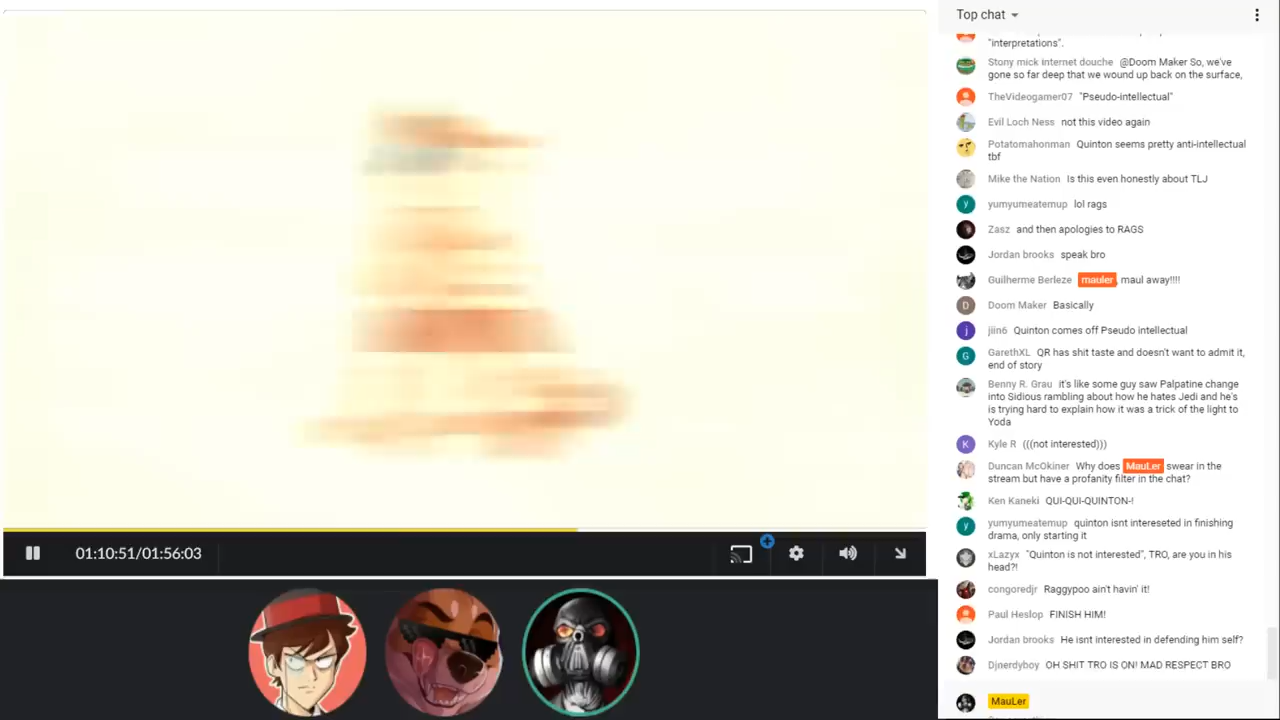 Top chat
"interpretations".
Stony mick internet douche @Doom Maker So, we've
gone so far deep that we wound up back on the surface,
TheVideogamer07 "Pseudo-intellectual"
Evil Loch Ness not this video again
Potatomahonman Quinton seems pretty anti-intellectual
tbf
Mike the Nation Is this even honestly about TLJ
yumyumeatemup lol rags
Zasz and then apologies to RAGS
Jordan brooks speak bro
Guilherme Berleze mauler maul away!!!!
Doom Maker Basically
jiin6 Quinton comes off Pseudo intellectual
GarethXL QR has shit taste and doesn't want to admit it,
end of story
Benny R. Grau it's like some guy saw Palpatine change
into Sidious rambling about how he hates Jedi and he's
is trying hard to explain how it was a trick of the light to
Yoda
Kyle R (((not interested)))
Duncan McOkiner Why does MauLer swear in the
stream but have a profanity filter in the chat?
Ken Kaneki QUI-QUI-QUINTON-!
yumyumeatemup quinton isnt intereseted in finishing
drama, only starting it
xLazyx "Quinton is not interested", TRO, are you in his
head?!
congoredjr Raggypoo ain't havin' it!
Paul Heslop FINISH HIM!
Jordan brooks He isnt interested in defending him self?
Djnerdyboy OH SHIT TRO IS ON! MAD RESPECT BRO
MauLer
01:10:51/01:56:03